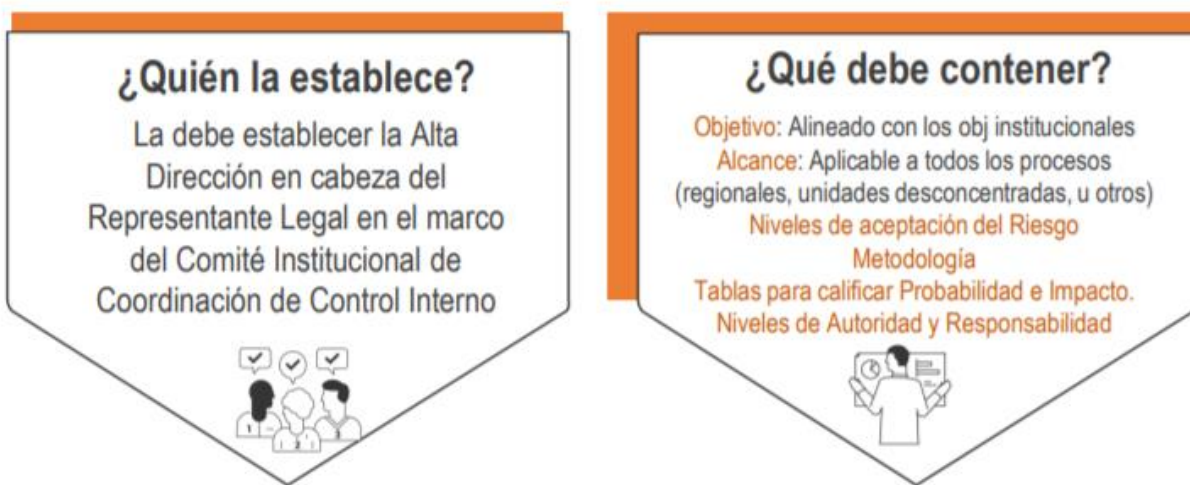 ¿Quién la establece?
La debe establecer la Alta
Dirección en cabeza del
Representante Legal en el marco
del Comité Institucional de
Coordinación de Control Interno
1
2
3
¿Qué debe contener?
Objetivo: Alineado con los obj institucionales
Alcance: Aplicable a todos los procesos
(regionales, unidades desconcentradas, u otros)
Niveles de aceptación del Riesgo
Metodología
Tablas para calificar Probabilidad e Impacto.
Niveles de Autoridad y Responsabilidad